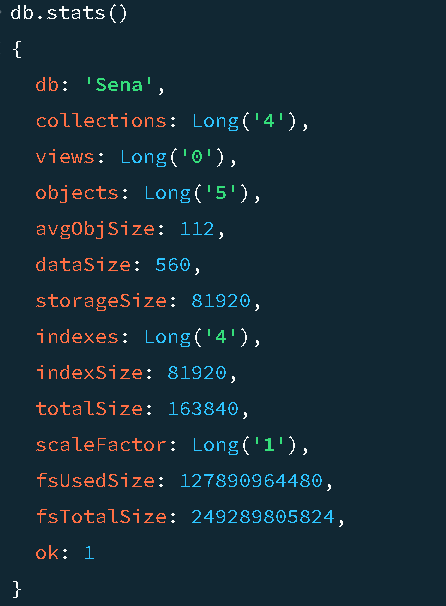 db.stats()
{
db: 'Sena',
collections: Long('4'),
views: Long('0'),
objects: Long('5'),
avgObjSize: 112,
dataSize: 560,
storageSize: 81920,
indexes: Long('4'),
indexSize: 81920,
totalSize: 163840,
scaleFactor: Long('1'),
fsUsedSize: 127890964480,
fsTotalSize: 249289805824,
ok: 1
}